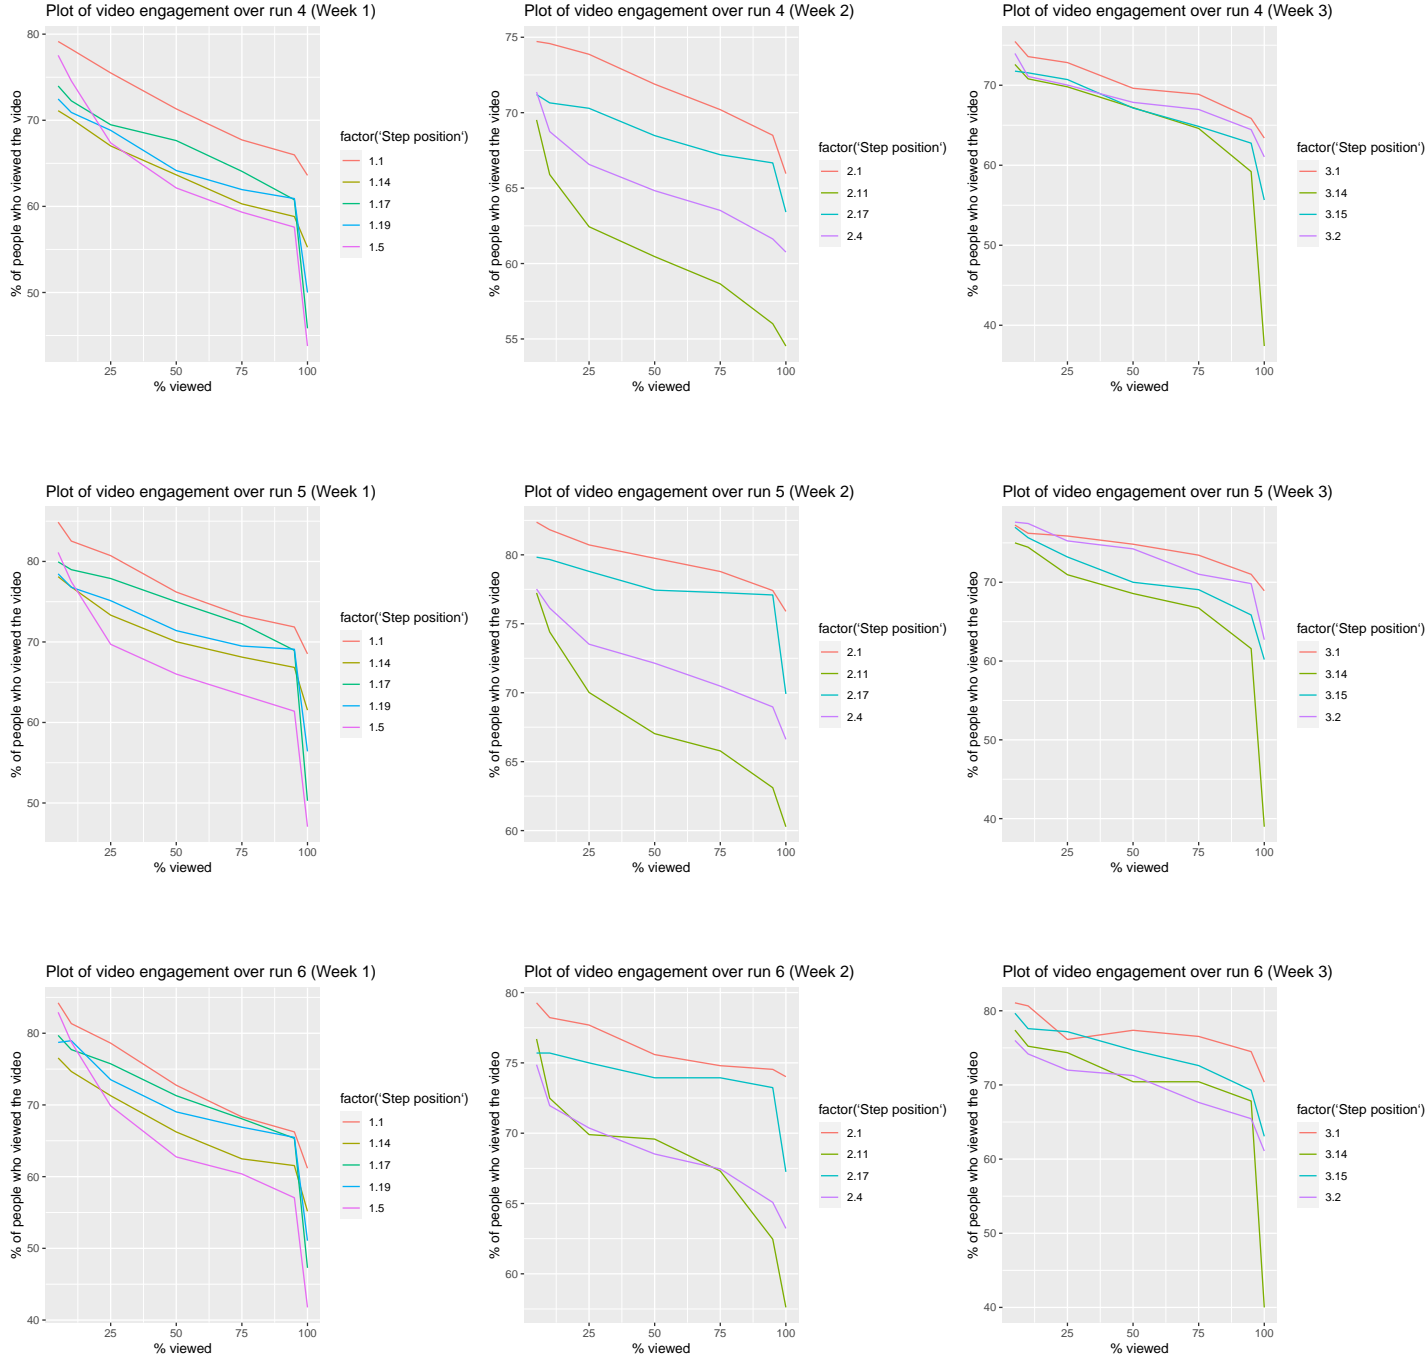 Plot of video engagement over run 4 (Week 1)
% of people who viewed the video
80
70
60
50
25 50 75 100
% viewed
factor(‘Step position‘)
1.1
1.14
1.17
1.19
1.5
Plot of video engagement over run 4 (Week 2)
% of people who viewed the video
75
70
65
60
55
25 50 75 100
% viewed
factor(‘Step position‘)
2.1
2.11
2.17
2.4
Plot of video engagement over run 4 (Week 3)
% of people who viewed the video
70
60
50
40
25 50 75 100
% viewed
factor(‘Step position‘)
3.1
3.14
3.15
3.2
Plot of video engagement over run 5 (Week 1)
% of people who viewed the video
80
70
60
50
25 50 75 100
% viewed
factor(‘Step position‘)
1.1
1.14
1.17
1.19
1.5
Plot of video engagement over run 5 (Week 2)
% of people who viewed the video
80
75
70
65
60
25 50 75 100
% viewed
factor(‘Step position‘)
2.1
2.11
2.17
2.4
Plot of video engagement over run 5 (Week 3)
% of people who viewed the video
70
60
50
40
25 50 75 100
% viewed
factor(‘Step position‘)
3.1
3.14
3.15
3.2
Plot of video engagement over run 6 (Week 1)
% of people who viewed the video
80
70
60
50
40
25 50 75 100
% viewed
factor(‘Step position‘)
1.1
1.14
1.17
1.19
1.5
Plot of video engagement over run 6 (Week 2)
% of people who viewed the video
80
75
70
65
60
25 50 75 100
% viewed
factor(‘Step position‘)
2.1
2.11
2.17
2.4
Plot of video engagement over run 6 (Week 3)
% of people who viewed the video
80
70
60
50
40
25 50 75 100
% viewed
factor(‘Step position‘)
3.1
3.14
3.15
3.2